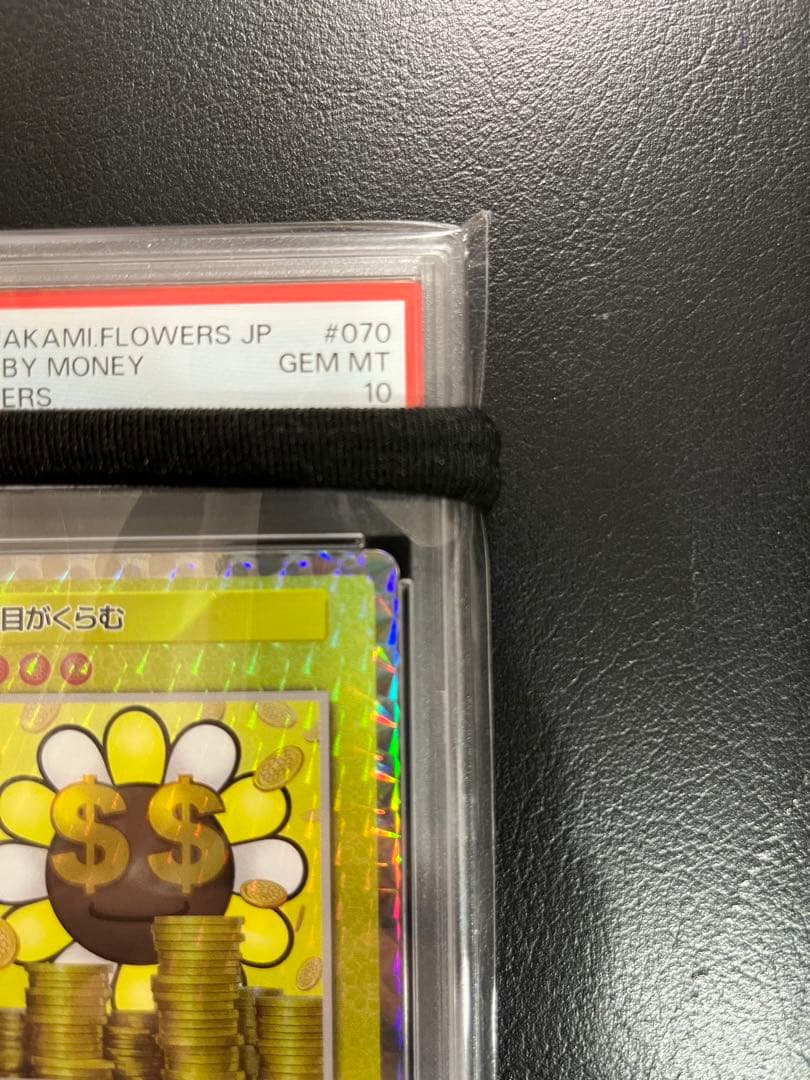 AKAMI.FLOWERS JP #070
BY MONEY GEM MT
ERS 10
目がくらむ
$ $